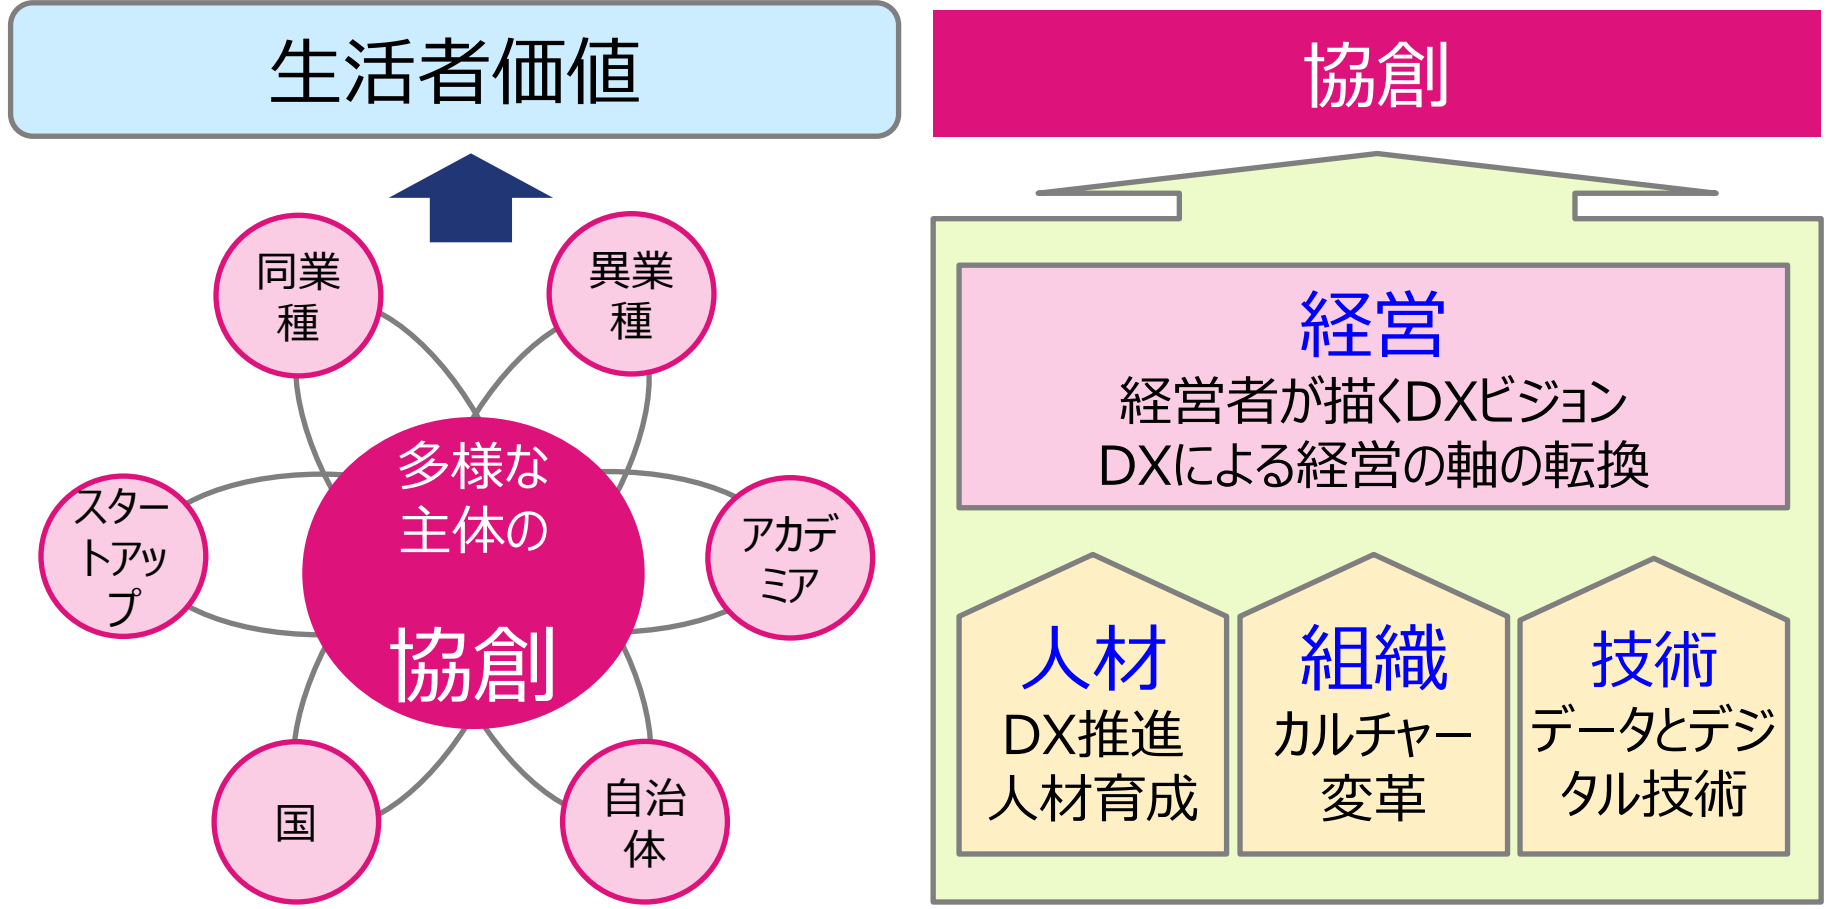 生活者価値
同業
種
異業
種
多様な
主体の
協創
スター
トアッ
プ
アカデ
ミア
国
自治
体
協創
経営
経営者が描くDXビジョン
DXによる経営の軸の転換
人材
DX推進
人材育成
組織
カルチャー
変革
技術
データとデジ
タル技術